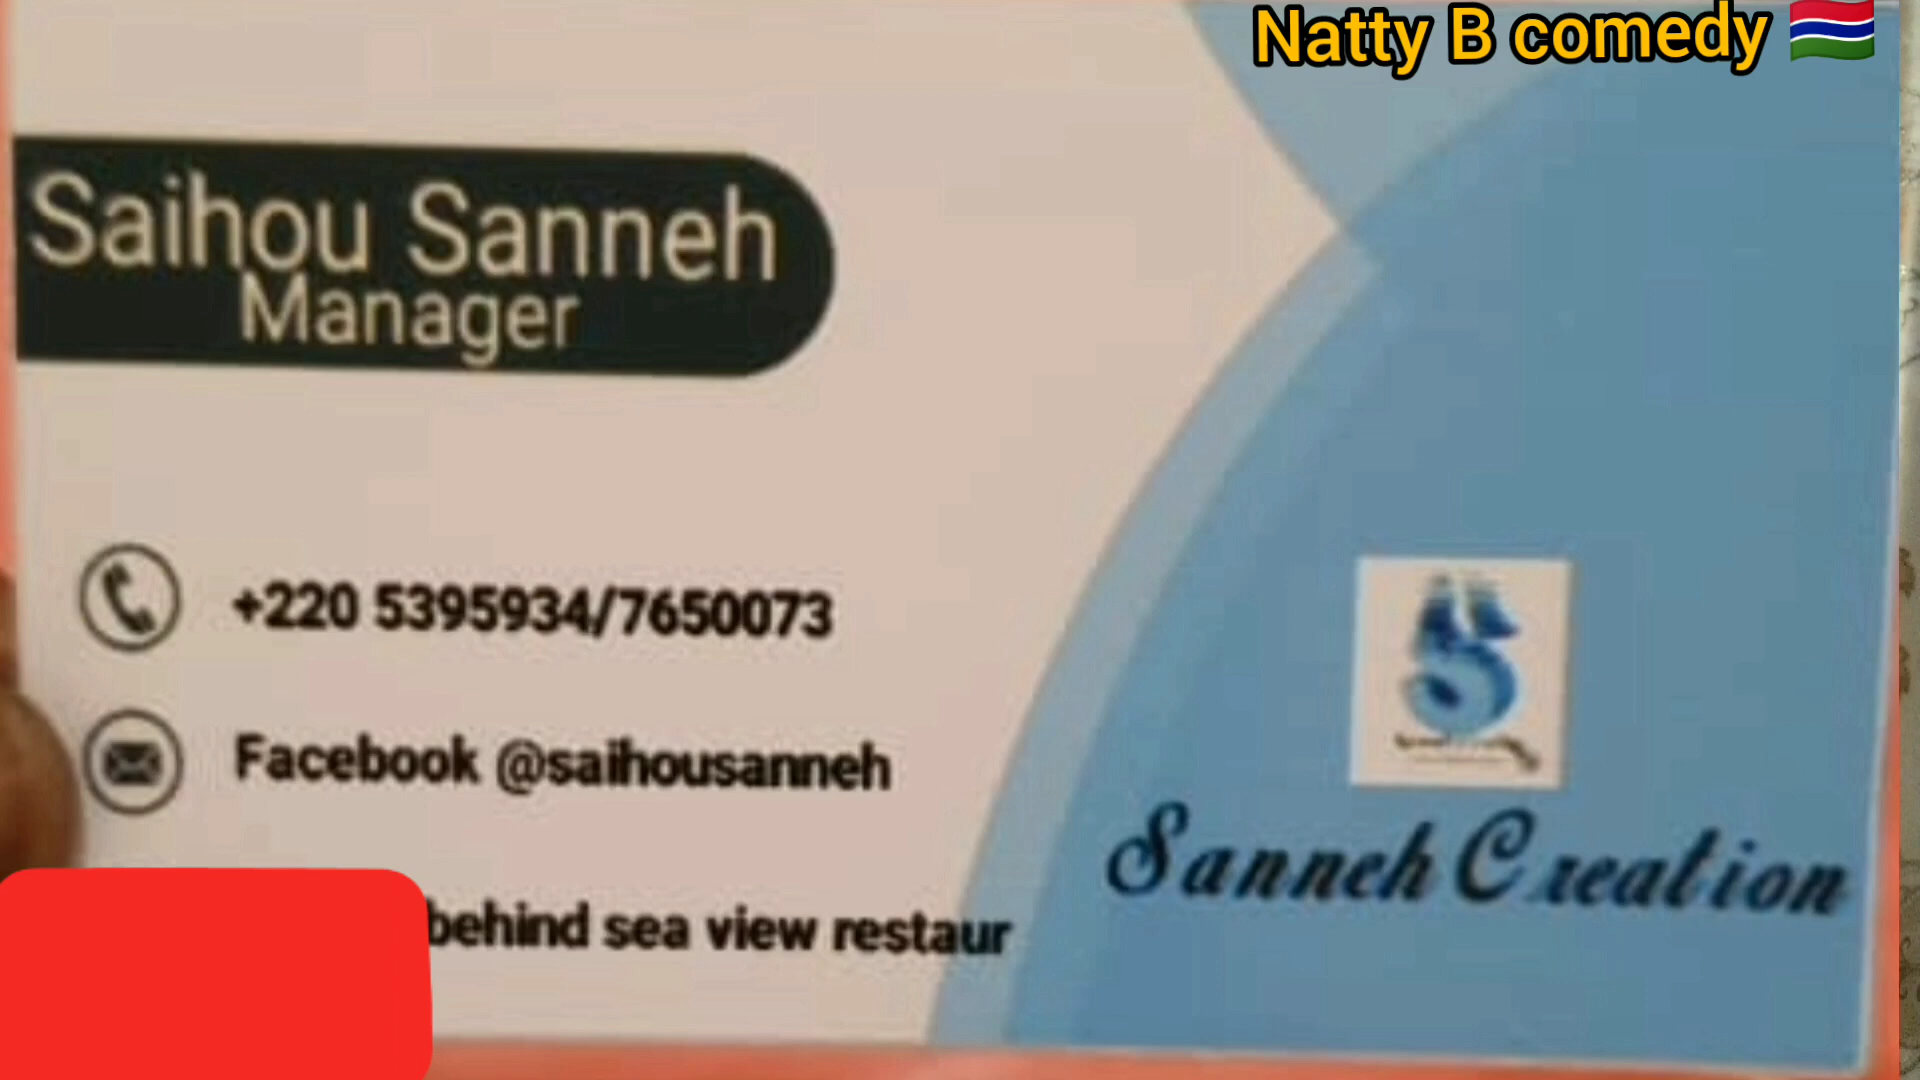 Natty B comedy 🇬🇲
Saihou Sanneh
Manager
+220 5395934/7650073
Facebook @saihousanneh
behind sea view restaur
Sanneh Creation